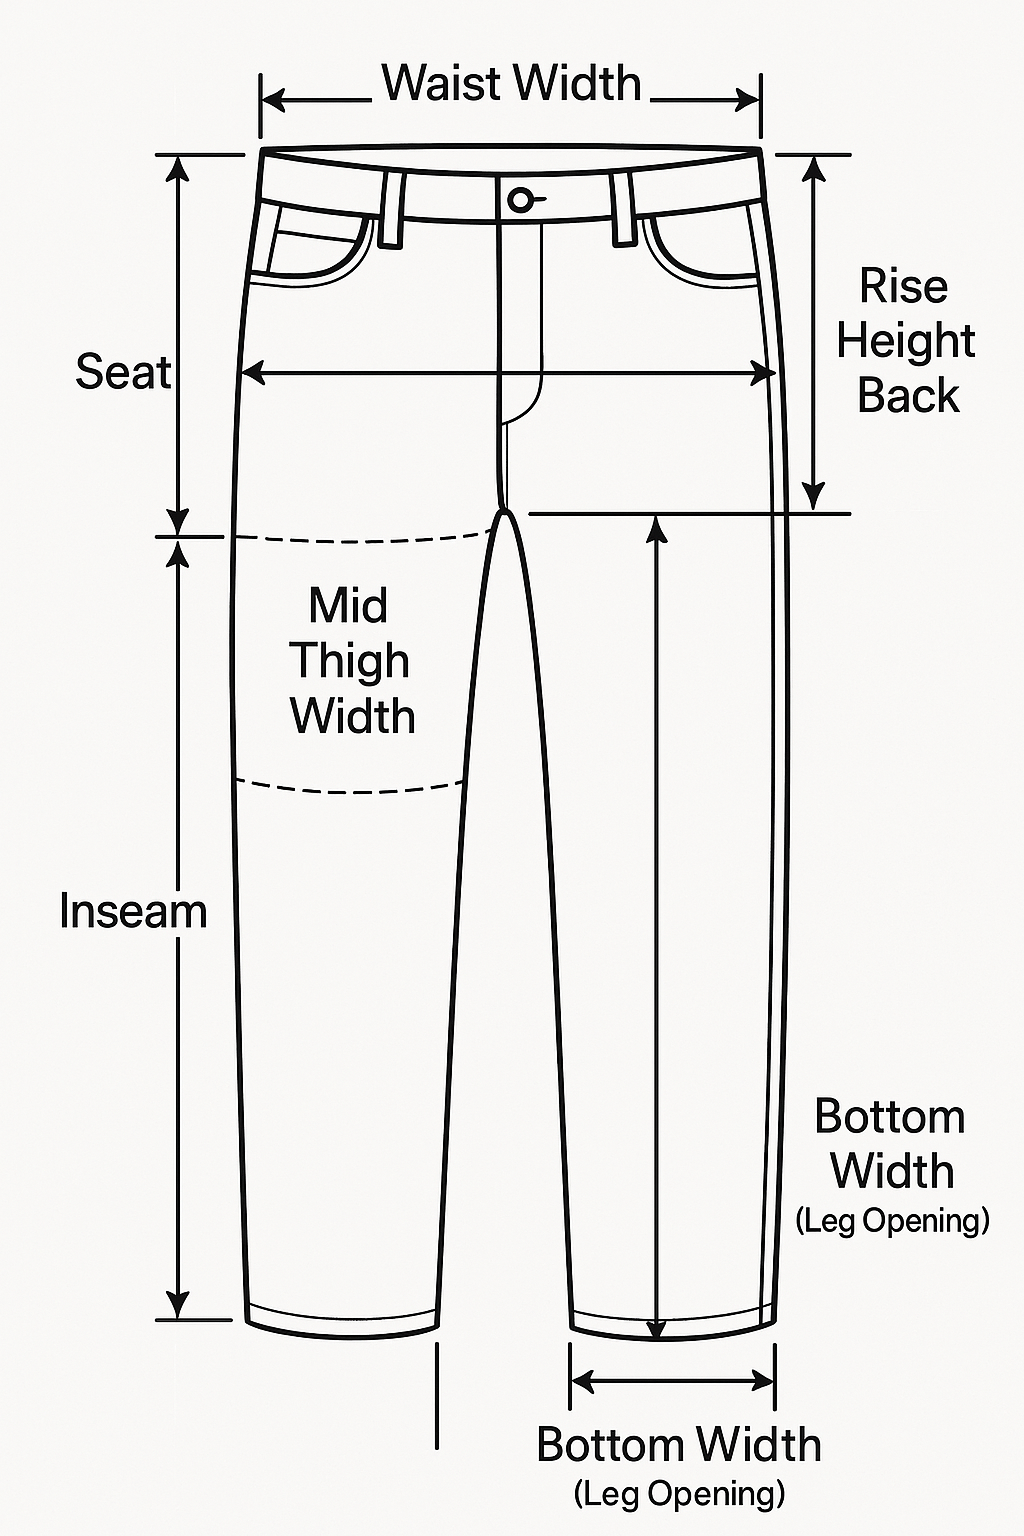 Waist Width
Rise
Height
Back
Seat
Mid
Thigh
Width
Inseam
Bottom
Width
(Leg Opening)
Bottom Width
(Leg Opening)